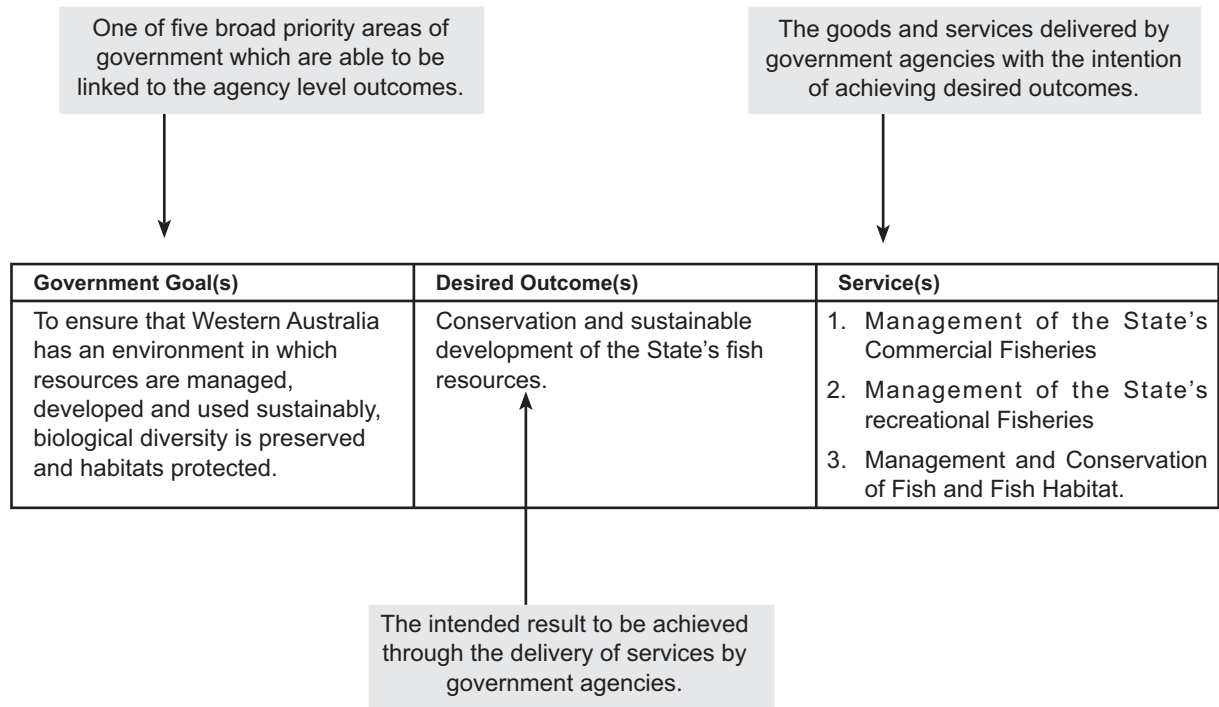 One of five broad priority areas of
government which are able to be
linked to the agency level outcomes.
The goods and services delivered by
government agencies with the intention
of achieving desired outcomes.
Government Goal(s)
To ensure that Western Australia
has an environment in which
resources are managed,
developed and used sustainably,
biological diversity is preserved
and habitats protected.
Desired Outcome(s)
Conservation and sustainable
development of the State’s fish
resources.
Service(s)
1. Management of the State’s
Commercial Fisheries
2. Management of the State’s
recreational Fisheries
3. Management and Conservation
of Fish and Fish Habitat.
The intended result to be achieved
through the delivery of services by
government agencies.